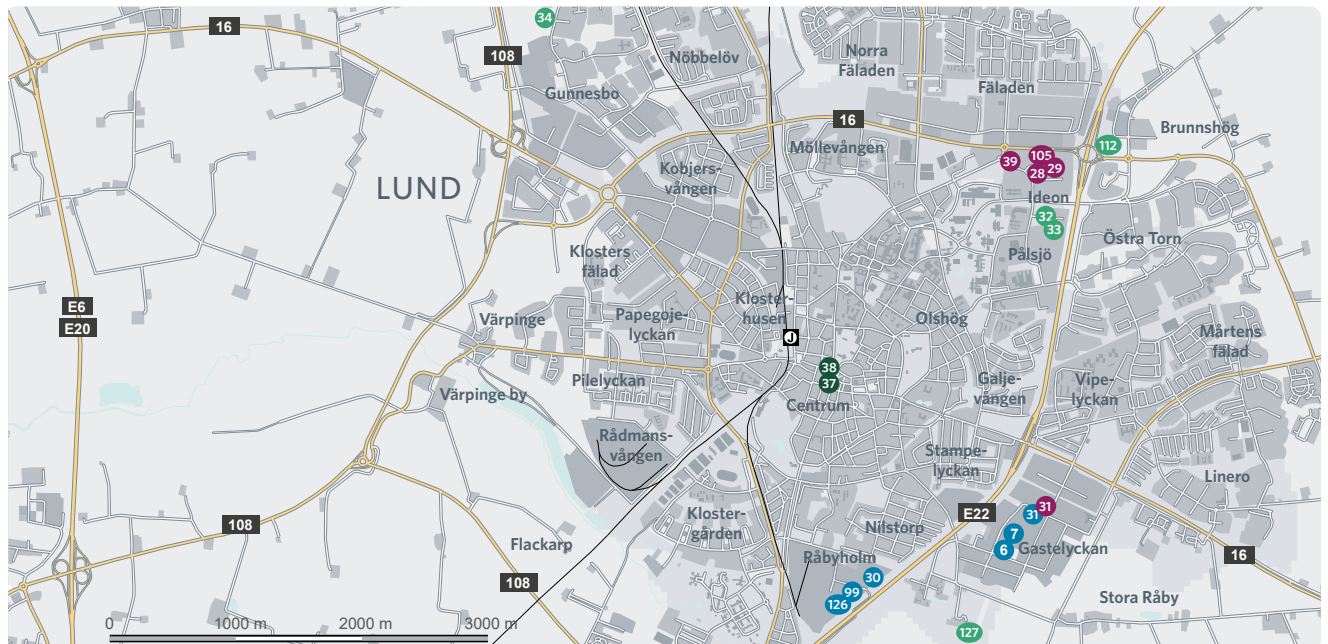 34
16
108
Nöbbelöv
Norra
Fäladen
Gunnesbo
Fäladen
16
Brunnshög
112
Möllevången
39
105
29
28
Kobjers-
vången
LUND
Ideon
32
33
Östra Torn
Klosters
fälad
Pålsjö
E6
E20
Värpinge
Papegoje-
lyckan
Kloster-
husen
Olshög
Mårtens
fälad
J
38
37
Pilelyckan
Värpinge by
Centrum
Galje-
vången
Vipe-
lyckan
Rådmans-
vången
Stampe-
lyckan
Linero
108
Flackarp
Kloster-
gården
Nilstorp
E22
31
31
7
6
Gastelyckan
16
108
Råbyholm
30
99
126
Stora Råby
127
0
1000 m
2000 m
3000 m